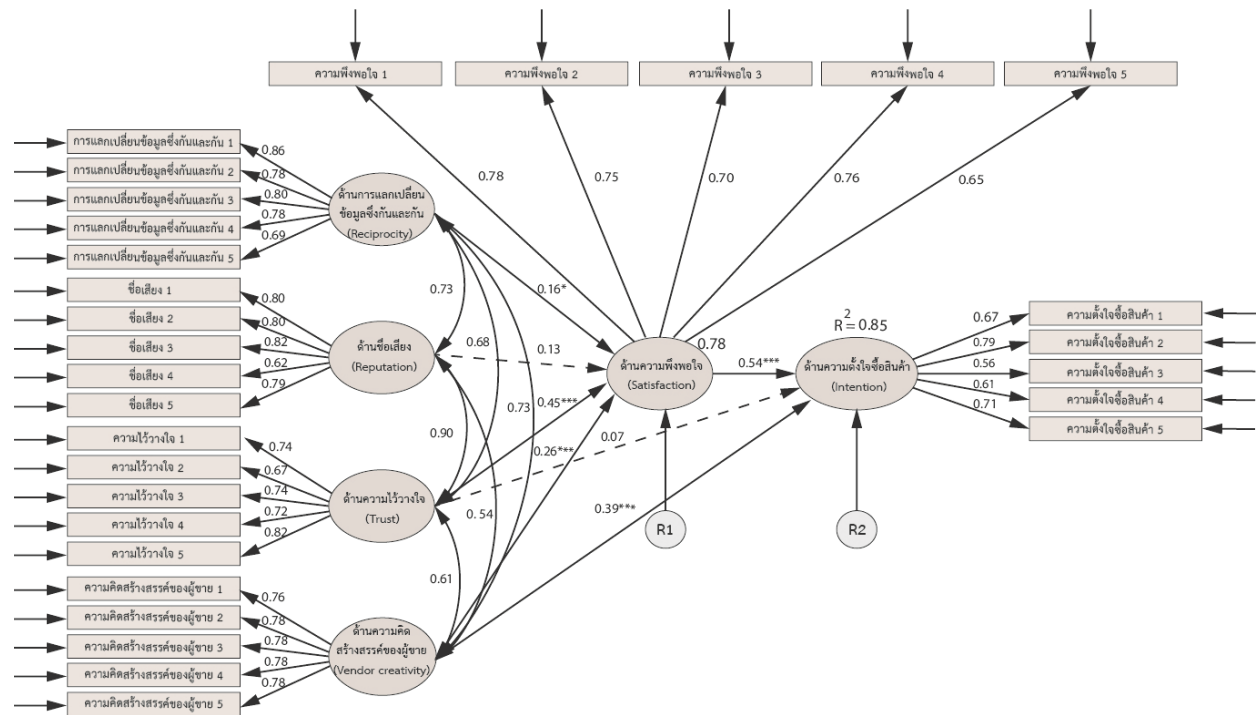 ความพึงพอใจ 1
ความพึงพอใจ 2
ความพึงพอใจ 3
ความพึงพอใจ 4
ความพึงพอใจ 5
0.78
0.75
0.70
0.76
0.65
การแลกเปลี่ยนข้อมูลซึ่งกันและกัน 1
การแลกเปลี่ยนข้อมูลซึ่งกันและกัน 2
การแลกเปลี่ยนข้อมูลซึ่งกันและกัน 3
การแลกเปลี่ยนข้อมูลซึ่งกันและกัน 4
การแลกเปลี่ยนข้อมูลซึ่งกันและกัน 5
0.86
0.78
0.80
0.78
0.69
ด้านการแลกเปลี่ยน
ข้อมูลซึ่งกันและกัน
(Reciprocity)
ชื่อเสียง 1
ชื่อเสียง 2
ชื่อเสียง 3
ชื่อเสียง 4
ชื่อเสียง 5
0.80
0.80
0.82
0.62
0.79
ด้านชื่อเสียง
(Reputation)
ความไว้วางใจ 1
ความไว้วางใจ 2
ความไว้วางใจ 3
ความไว้วางใจ 4
ความไว้วางใจ 5
0.74
0.67
0.74
0.72
0.82
ด้านความไว้วางใจ
(Trust)
ความคิดสร้างสรรค์ของผู้ขาย 1
ความคิดสร้างสรรค์ของผู้ขาย 2
ความคิดสร้างสรรค์ของผู้ขาย 3
ความคิดสร้างสรรค์ของผู้ขาย 4
ความคิดสร้างสรรค์ของผู้ขาย 5
0.76
0.78
0.78
0.78
0.78
ด้านความคิด
สร้างสรรค์ของผู้ขาย
(Vendor creativity)
0.73
0.68
0.73
0.90
0.54
0.61
0.16*
0.13
0.45***
0.26***
0.07
0.39***
0.78
ด้านความพึงพอใจ
(Satisfaction)
0.54***
R1
2
R = 0.85
ด้านความตั้งใจซื้อสินค้า
(Intention)
R2
0.67
0.79
0.56
0.61
0.71
ความตั้งใจซื้อสินค้า 1
ความตั้งใจซื้อสินค้า 2
ความตั้งใจซื้อสินค้า 3
ความตั้งใจซื้อสินค้า 4
ความตั้งใจซื้อสินค้า 5